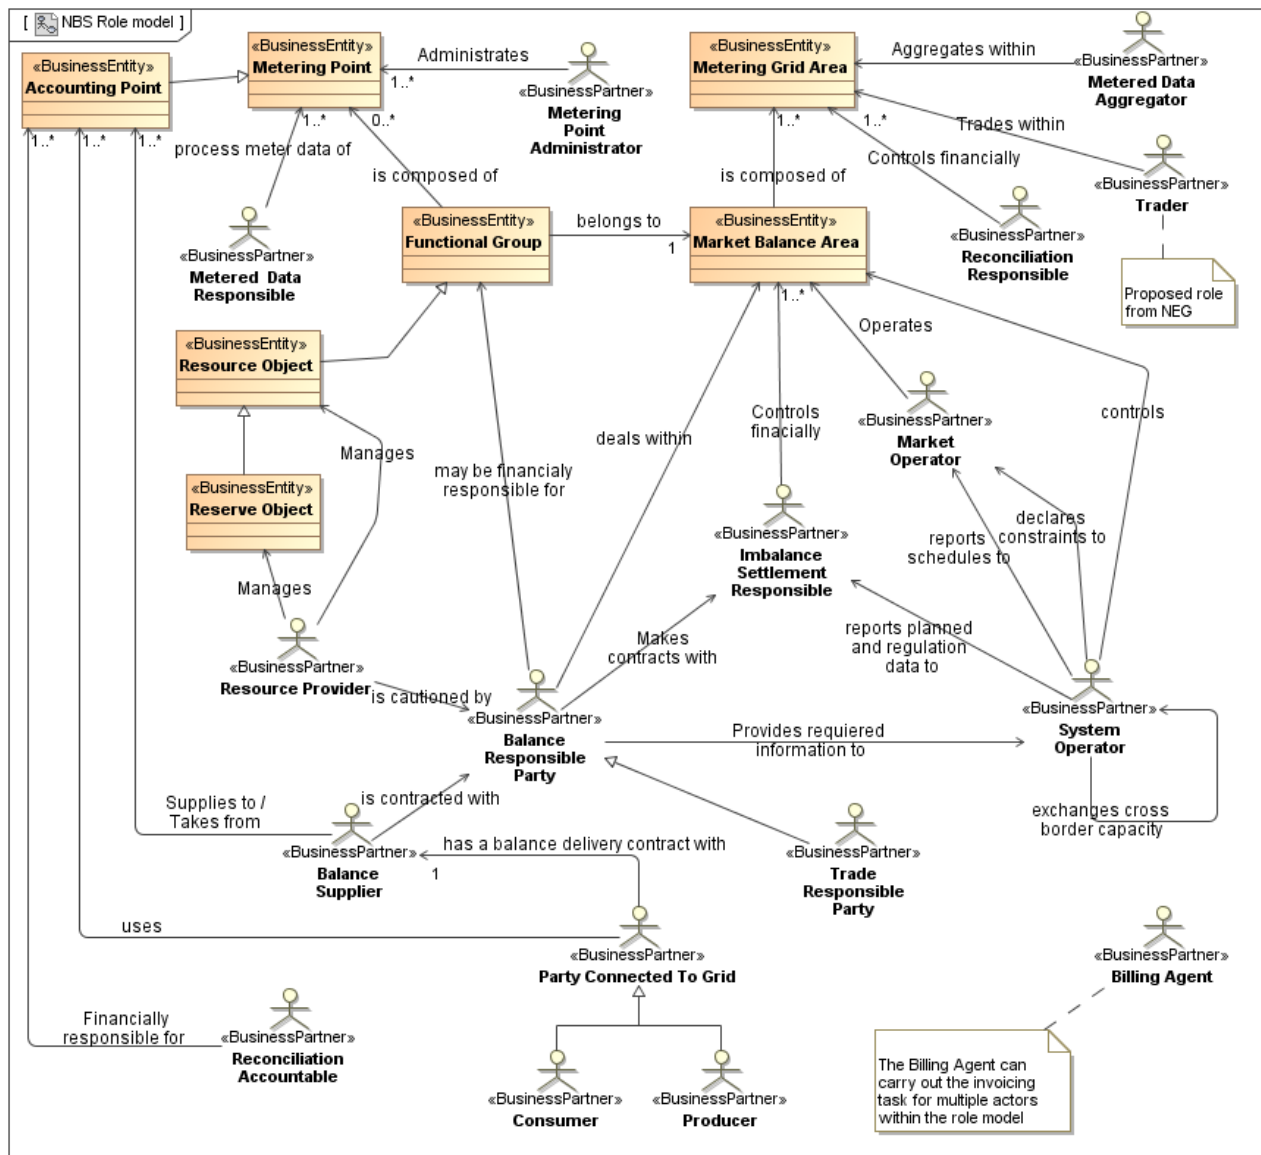 [ NBS Role model ]
«BusinessEntity»
Accounting Point
«BusinessEntity»
Metering Point
Administrates
1..*
«BusinessPartner»
Metering
Point
Administrator
«BusinessEntity»
Metering Grid Area
Aggregates within
«BusinessPartner»
Metered Data
Aggregator
1..*
1..*
1..*
1..*
0..*
1..*
1..*
Trades within
process meter data of
is composed of
is composed of
Controls financially
«BusinessPartner»
Trader
«BusinessPartner»
Metered  Data
Responsible
«BusinessEntity»
Functional Group
belongs to
1
«BusinessEntity»
Market Balance Area
«BusinessPartner»
Reconciliation
Responsible
Proposed role
from NEG
1..*
Operates
«BusinessEntity»
Resource Object
Manages
deals within
Controls
finacially
«BusinessPartner»
Market
Operator
controls
may be financialy
responsible for
«BusinessEntity»
Reserve Object
«BusinessPartner»
Imbalance
Settlement
Responsible
reports
schedules to
declares
constraints to
Manages
«BusinessPartner»
Resource Provider
is cautioned by
Makes
contracts with
reports planned
and regulation
data to
«BusinessPartner»
Balance
Responsible
Party
Provides requiered
information to
«BusinessPartner»
System
Operator
exchanges cross
border capacity
Supplies to /
Takes from
is contracted with
«BusinessPartner»
Balance
Supplier
has a balance delivery contract with
1
«BusinessPartner»
Trade
Responsible
Party
uses
«BusinessPartner»
Party Connected To Grid
«BusinessPartner»
Billing Agent
Financially
responsible for
«BusinessPartner»
Reconciliation
Accountable
«BusinessPartner»
Consumer
«BusinessPartner»
Producer
The Billing Agent can
carry out the invoicing
task for multiple actors
within the role model